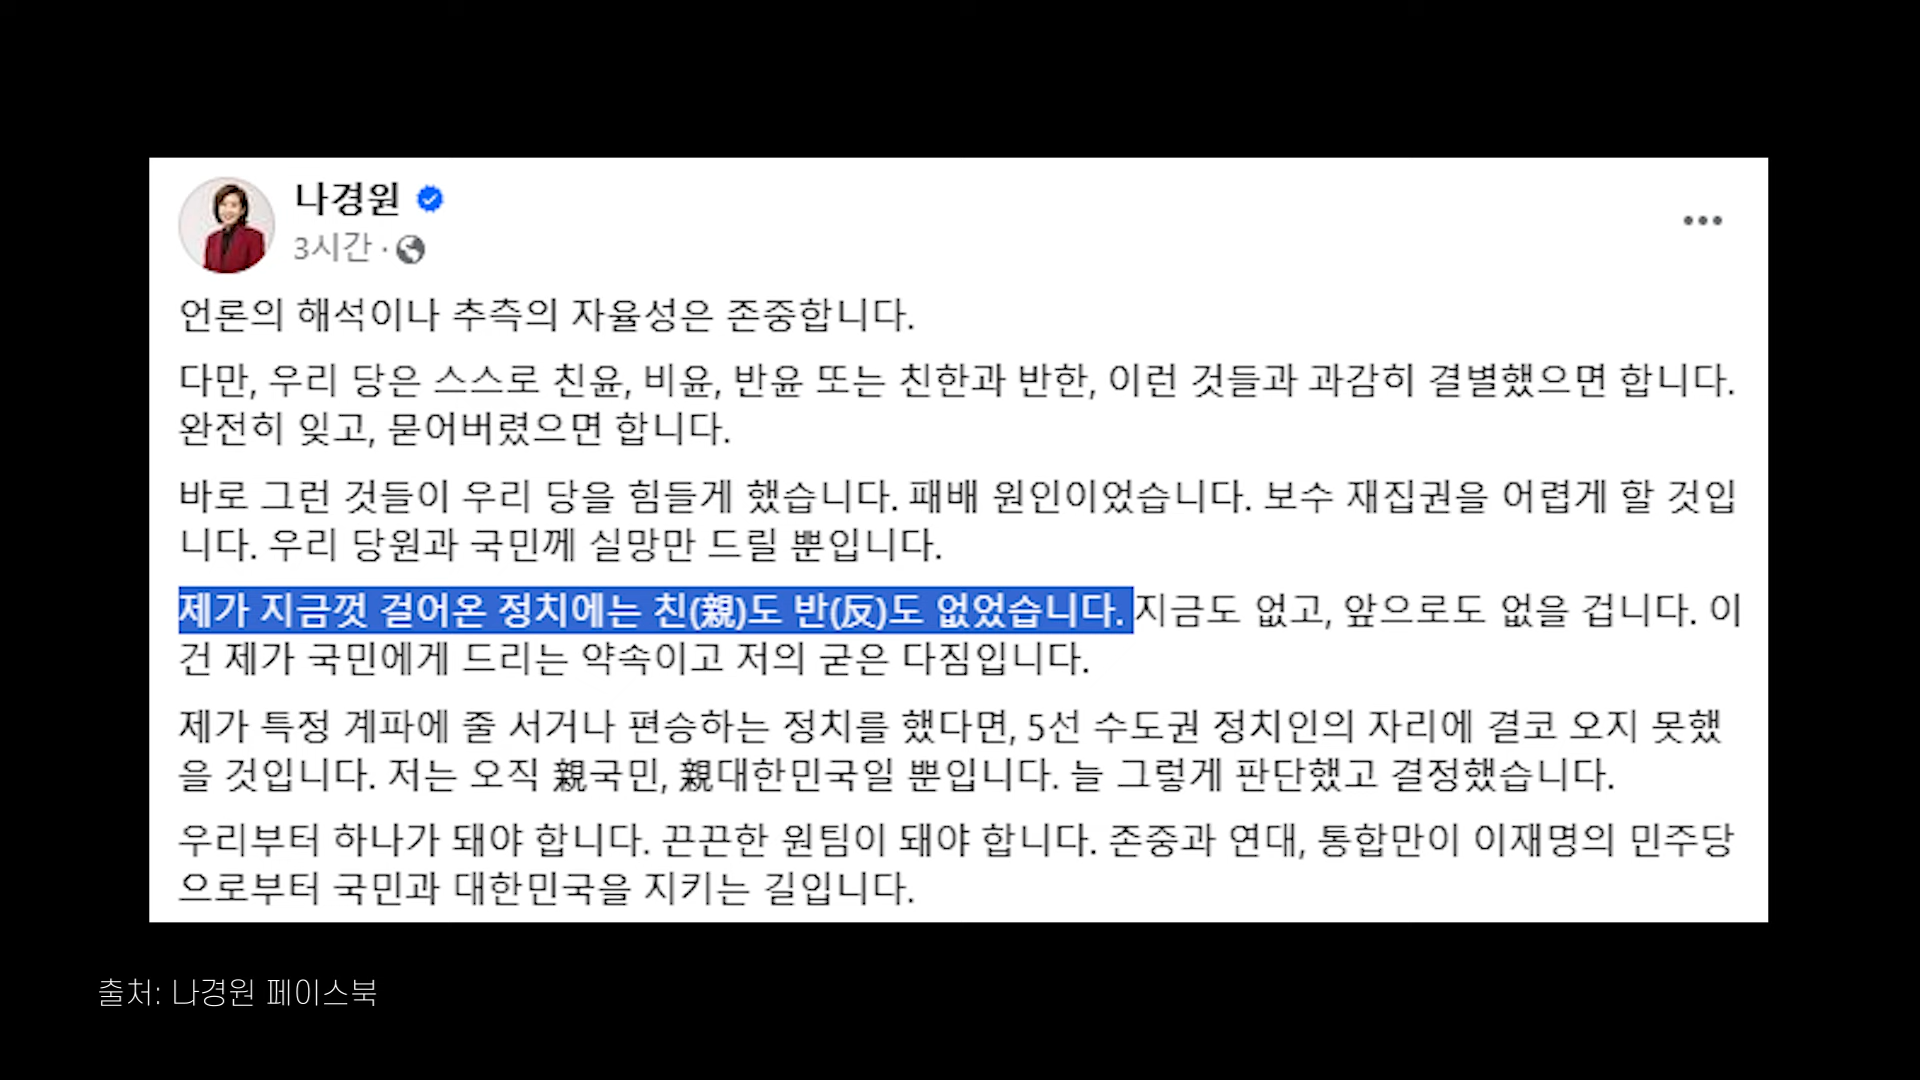 나경원
3시간 ·
언론의 해석이나 추측의 자율성은 존중합니다.
다만, 우리 당은 스스로 친윤, 비윤, 반윤 또는 친한과 반한, 이런 것들과 과감히 결별했으면 합니다.
완전히 잊고, 묻어버렸으면 합니다.
바로 그런 것들이 우리 당을 힘들게 했습니다. 패배 원인이었습니다. 보수 재집권을 어렵게 할 것입
니다. 우리 당원과 국민께 실망만 드릴 뿐입니다.
제가 지금껏 걸어온 정치에는 친(親)도 반(反)도 없었습니다. 지금도 없고, 앞으로도 없을 겁니다. 이
건 제가 국민에게 드리는 약속이고 저의 굳은 다짐입니다.
제가 특정 계파에 줄 서거나 편승하는 정치를 했다면, 5선 수도권 정치인의 자리에 결코 오지 못했
을 것입니다. 저는 오직 親국민, 親대한민국일 뿐입니다. 늘 그렇게 판단했고 결정했습니다.
우리부터 하나가 돼야 합니다. 끈끈한 원팀이 돼야 합니다. 존중과 연대, 통합만이 이재명의 민주당
으로부터 국민과 대한민국을 지키는 길입니다.
출처: 나경원 페이스북